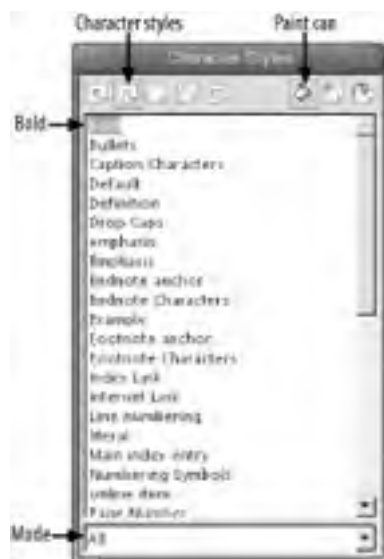 Character styles Paint can
Character Styles
Bold
Bullets
Caption Characters
Default
Definition
Drop Caps
emphasis
Emphasis
Endnote anchor
Endnote Characters
Example
Footnote anchor
Footnote Characters
Index Link
Internet Link
Line numbering
literal
Main index entry
Numbering Symbols
Page Number
Mode
All